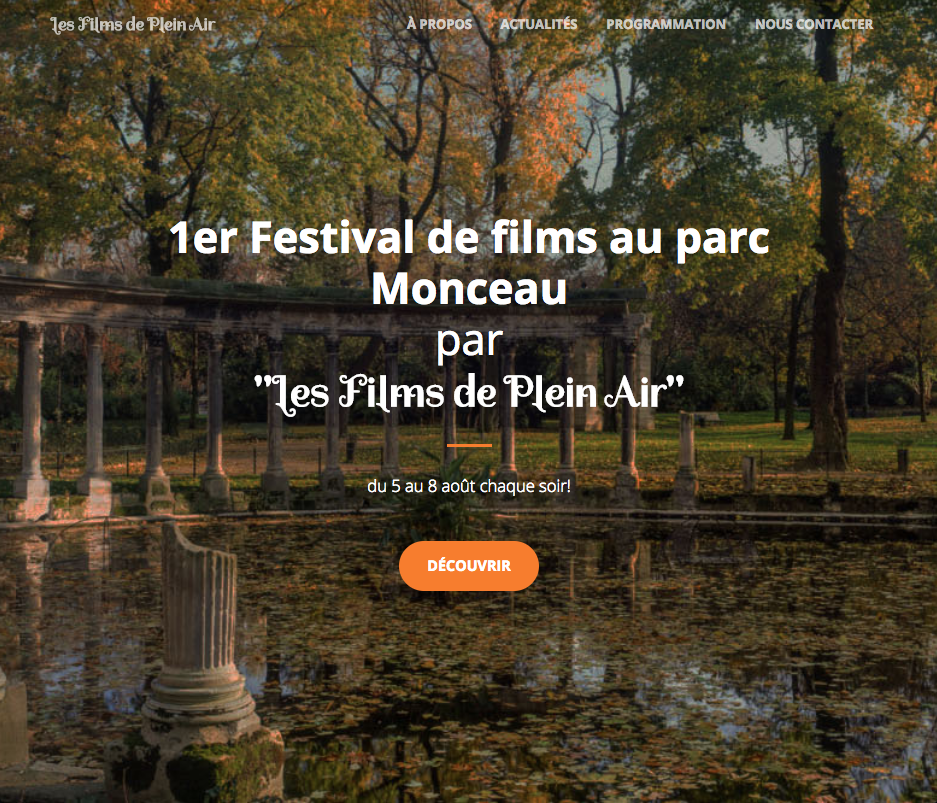 Les Films de Plein Air
À PROPOS ACTUALITÉS PROGRAMMATION NOUS CONTACTER
1er Festival de films au parc
Monceau
par
"Les Films de Plein Air"
du 5 au 8 août chaque soir!
DÉCOUVRIR